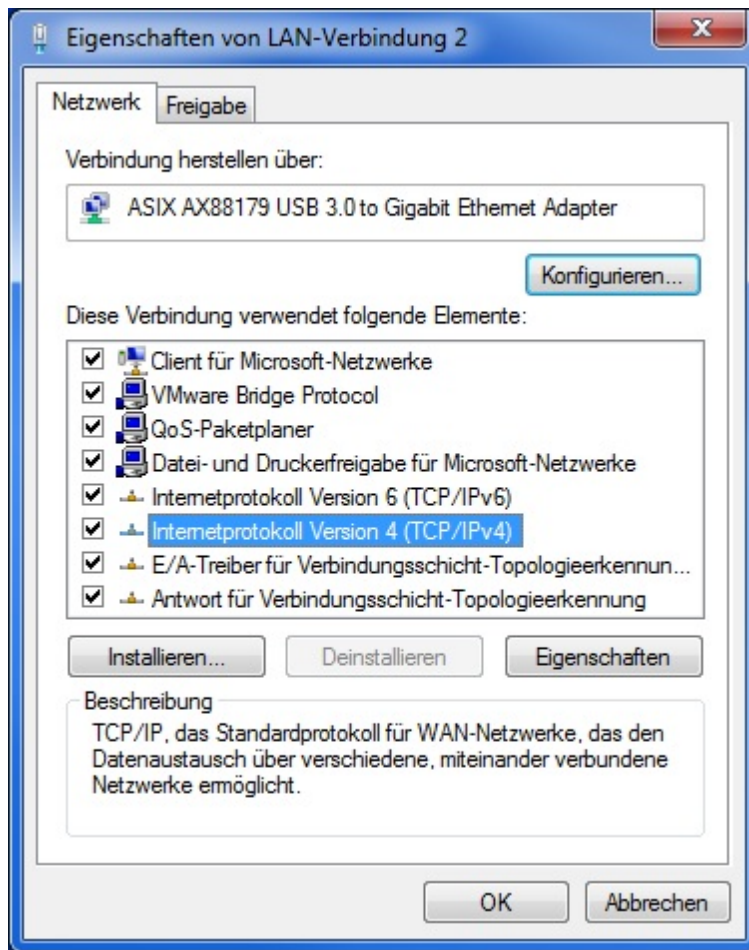 Eigenschaften von LAN-Verbindung 2
Netzwerk
Freigabe
Verbindung herstellen über:
ASIX AX88179 USB 3.0 to Gigabit Ethernet Adapter
Konfigurieren...
Diese Verbindung verwendet folgende Elemente:
Client für Microsoft-Netzwerke
VMware Bridge Protocol
QoS-Paketplaner
Datei- und Druckerfreigabe für Microsoft-Netzwerke
Internetprotokoll Version 6 (TCP/IPv6)
Internetprotokoll Version 4 (TCP/IPv4)
E/A-Treiber für Verbindungsschicht-Topologieerkennun...
Antwort für Verbindungsschicht-Topologieerkennung
Installieren...
Deinstallieren
Eigenschaften
Beschreibung
TCP/IP, das Standardprotokoll für WAN-Netzwerke, das den
Datenaustausch über verschiedene, miteinander verbundene
Netzwerke ermöglicht.
OK
Abbrechen